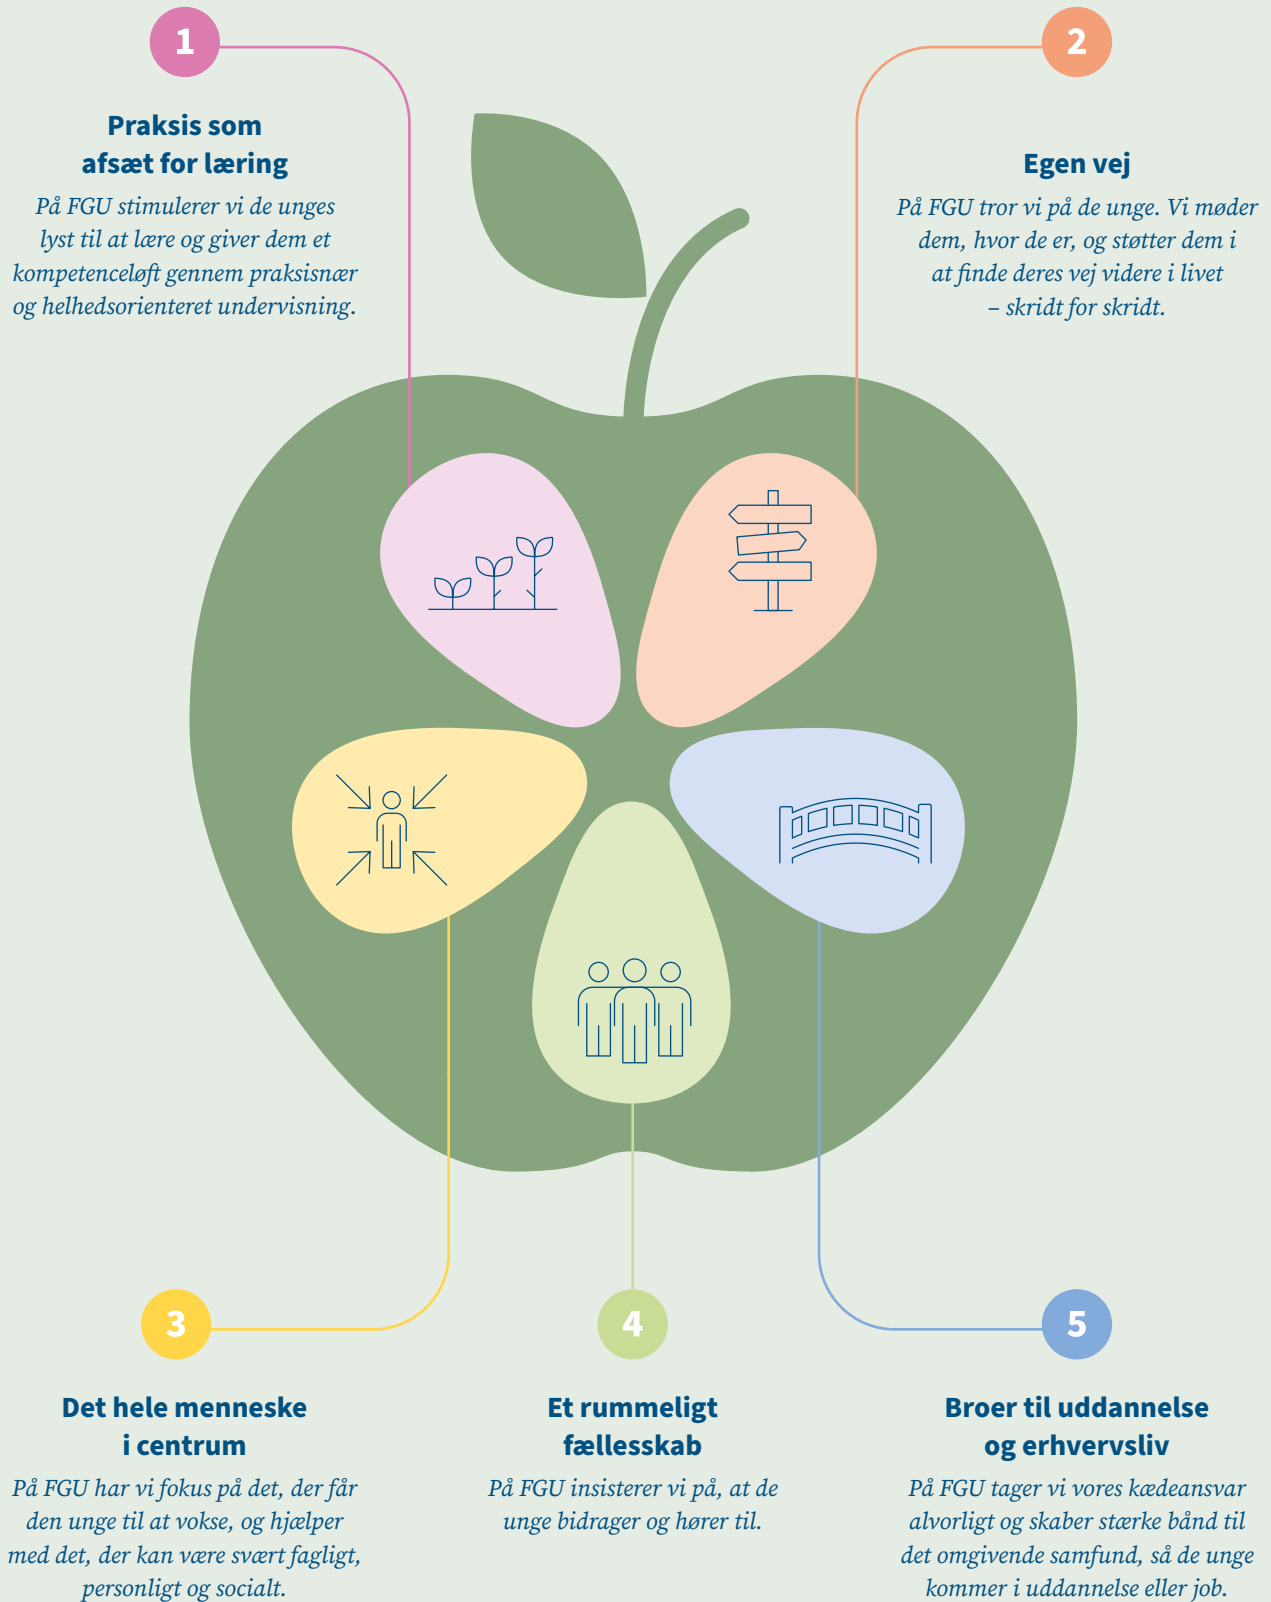 1
Praksis som
afsæt for læring
På FGU stimulerer vi de unges
lyst til at lære og giver dem et
kompetenceløft gennem praksisnær
og helhedsorienteret undervisning.
2
Egen vej
På FGU tror vi på de unge. Vi møder
dem, hvor de er, og støtter dem i
at finde deres vej videre i livet
– skridt for skridt.
3
Det hele menneske
i centrum
På FGU har vi fokus på det, der får
den unge til at vokse, og hjælper
med det, der kan være svært fagligt,
personligt og socialt.
4
Et rummeligt
fællesskab
På FGU insisterer vi på, at de
unge bidrager og hører til.
5
Broer til uddannelse
og erhvervsliv
På FGU tager vi vores kædeansvar
alvorligt og skaber stærke bånd til
det omgivende samfund, så de unge
kommer i uddannelse eller job.